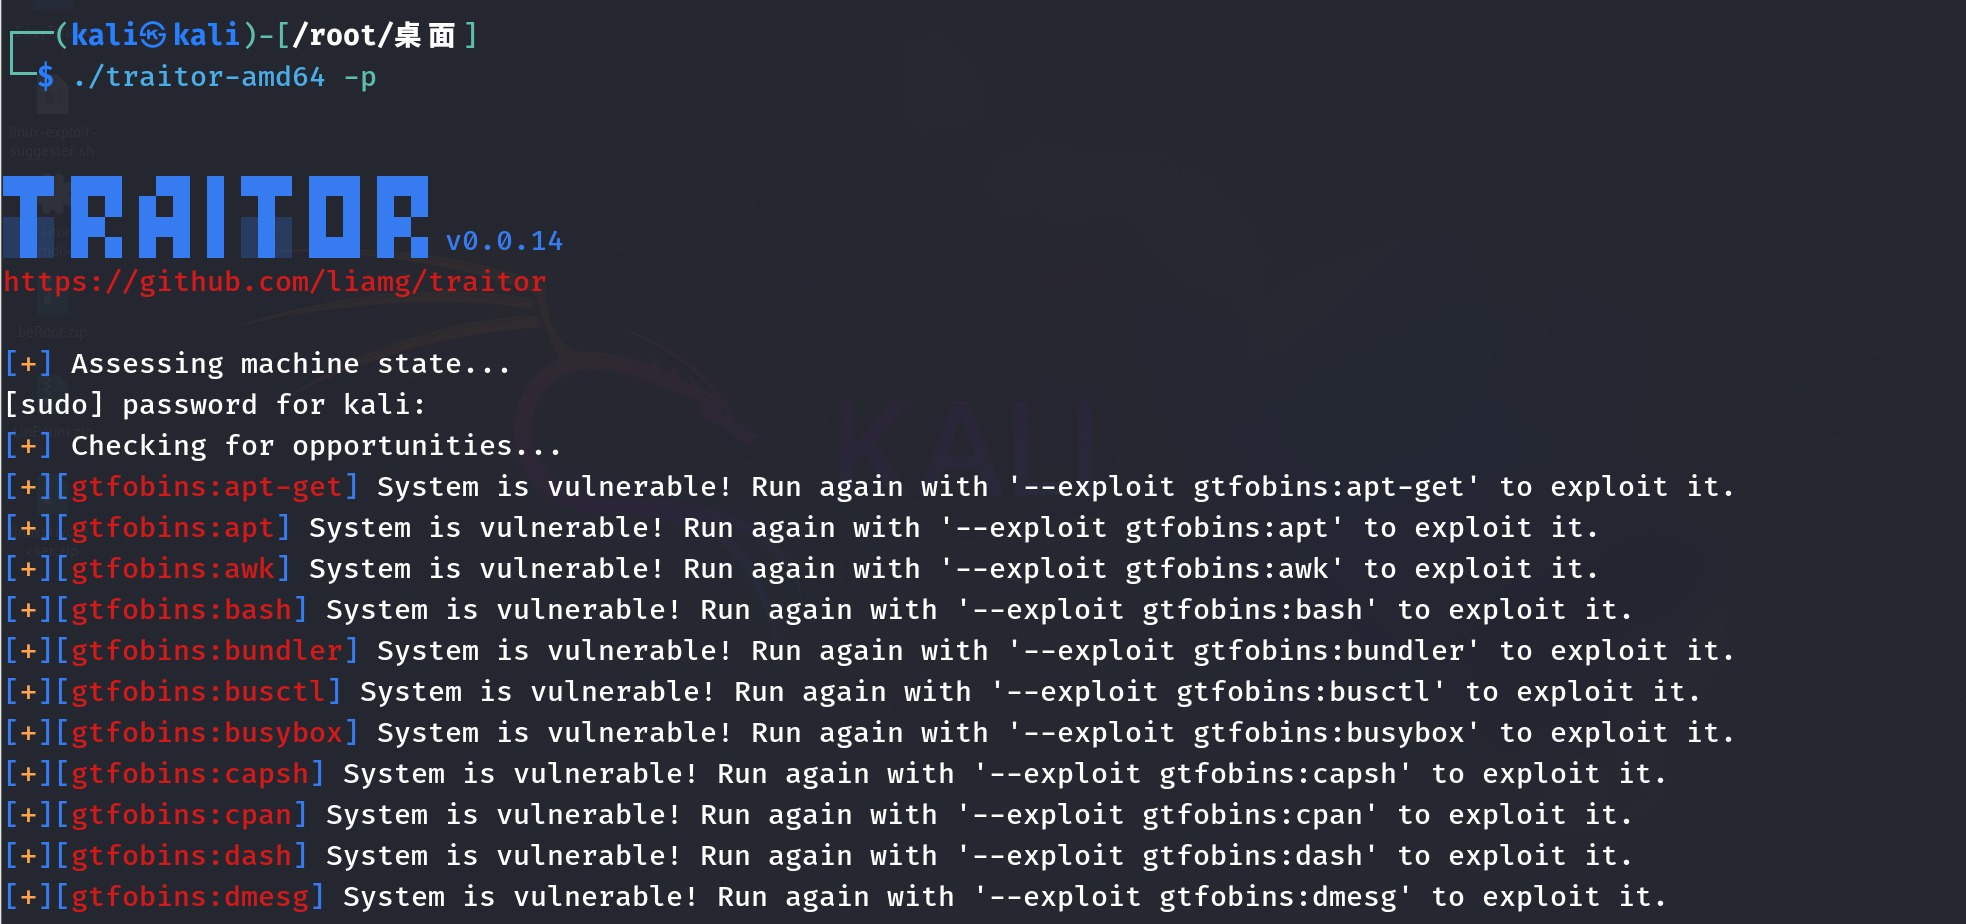 ┌──(kali㉿kali)-[/root/桌面]
└─$ ./traitor-amd64 -p
linux-exploit-
suggester.sh
TRAITOR v0.0.14
https://github.com/liamg/traitor
beRoot.zip
[+] Assessing machine state...
[sudo] password for kali:
[+] Checking for opportunities...
KALI
[+][gtfobins:apt-get] System is vulnerable! Run again with '--exploit gtfobins:apt-get' to exploit it.
[+][gtfobins:apt] System is vulnerable! Run again with '--exploit gtfobins:apt' to exploit it.
[+][gtfobins:awk] System is vulnerable! Run again with '--exploit gtfobins:awk' to exploit it.
[+][gtfobins:bash] System is vulnerable! Run again with '--exploit gtfobins:bash' to exploit it.
[+][gtfobins:bundler] System is vulnerable! Run again with '--exploit gtfobins:bundler' to exploit it.
[+][gtfobins:busctl] System is vulnerable! Run again with '--exploit gtfobins:busctl' to exploit it.
[+][gtfobins:busybox] System is vulnerable! Run again with '--exploit gtfobins:busybox' to exploit it.
[+][gtfobins:capsh] System is vulnerable! Run again with '--exploit gtfobins:capsh' to exploit it.
[+][gtfobins:cpan] System is vulnerable! Run again with '--exploit gtfobins:cpan' to exploit it.
[+][gtfobins:dash] System is vulnerable! Run again with '--exploit gtfobins:dash' to exploit it.
[+][gtfobins:dmesg] System is vulnerable! Run again with '--exploit gtfobins:dmesg' to exploit it.